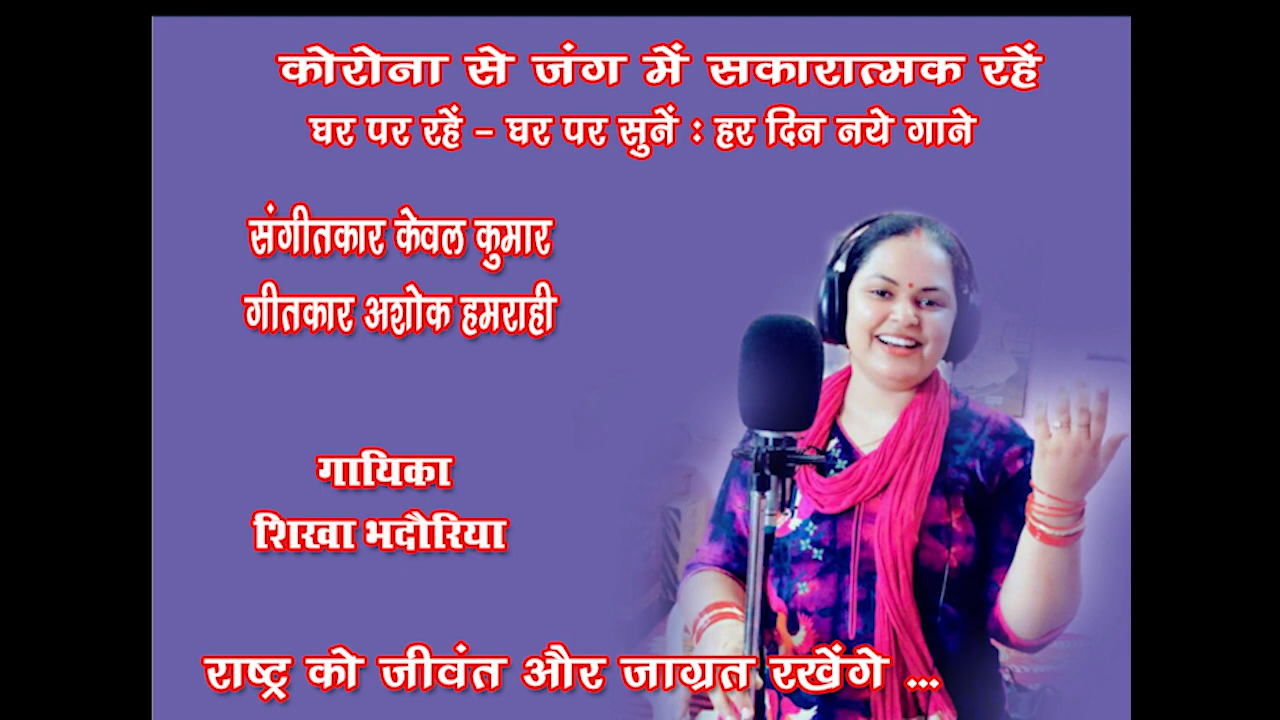 कोरोना से जंग में सकारात्मक रहें
घर पर रहें - घर पर सुनें : हर दिन नये गाने
संगीतकार केवल कुमार
गीतकार अशोक हमराही
गायिका
शिखा भदौरिया
राष्ट्र को जीवंत और जाग्रत रखेंगे ...